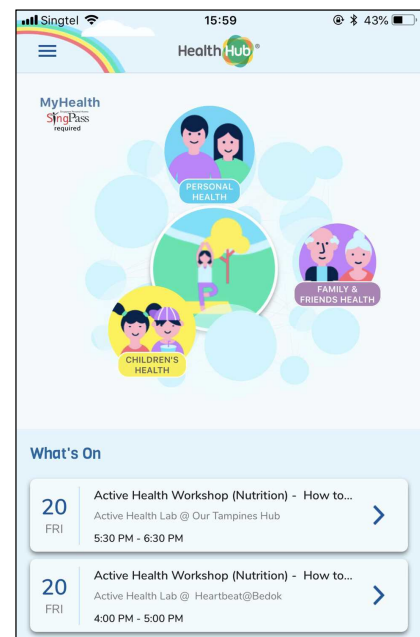 Singtel 15:59 43%
HealthHub®
MyHealth
SingPass
required
PERSONAL
HEALTH
FAMILY &
FRIENDS HEALTH
CHILDREN'S
HEALTH
What's On
20 Active Health Workshop (Nutrition) - How to...
FRI Active Health Lab @ Our Tampines Hub
5:30 PM - 6:30 PM
20 Active Health Workshop (Nutrition) - How to...
FRI Active Health Lab @ Heartbeat@Bedok
4:00 PM - 5:00 PM